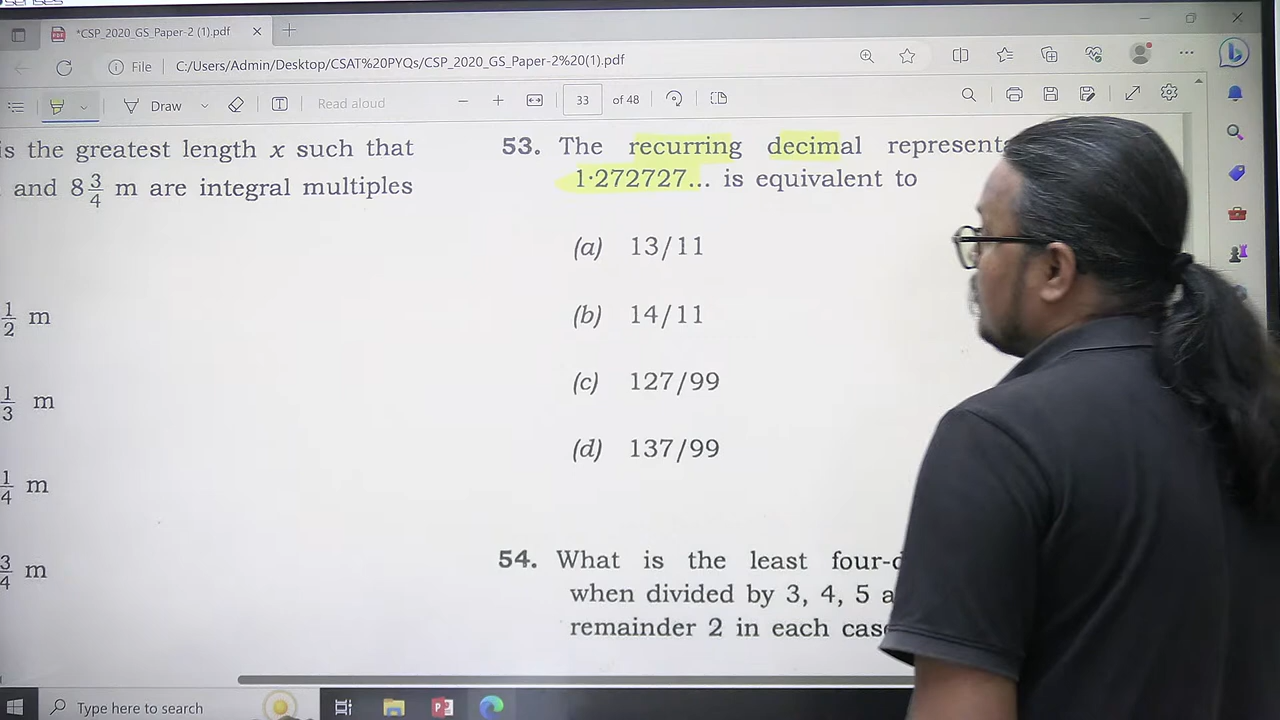 *CSP_2020_GS_Paper-2 (1).pdf
File C:/Users/Admin/Desktop/CSAT%20PYQs/CSP_2020_GS_Paper-2%20(1).pdf
Draw Read aloud 33 of 48
is the greatest length x such that
and 8 3/4 m are integral multiples
1/2 m
1/3 m
1/4 m
3/4 m
53. The recurring decimal
1·272727... is equivalent to
(a) 13/11
(b) 14/11
(c) 127/99
(d) 137/99
54. What is the least
when divided by 3, 4, 5
remainder 2 in each
Type here to search